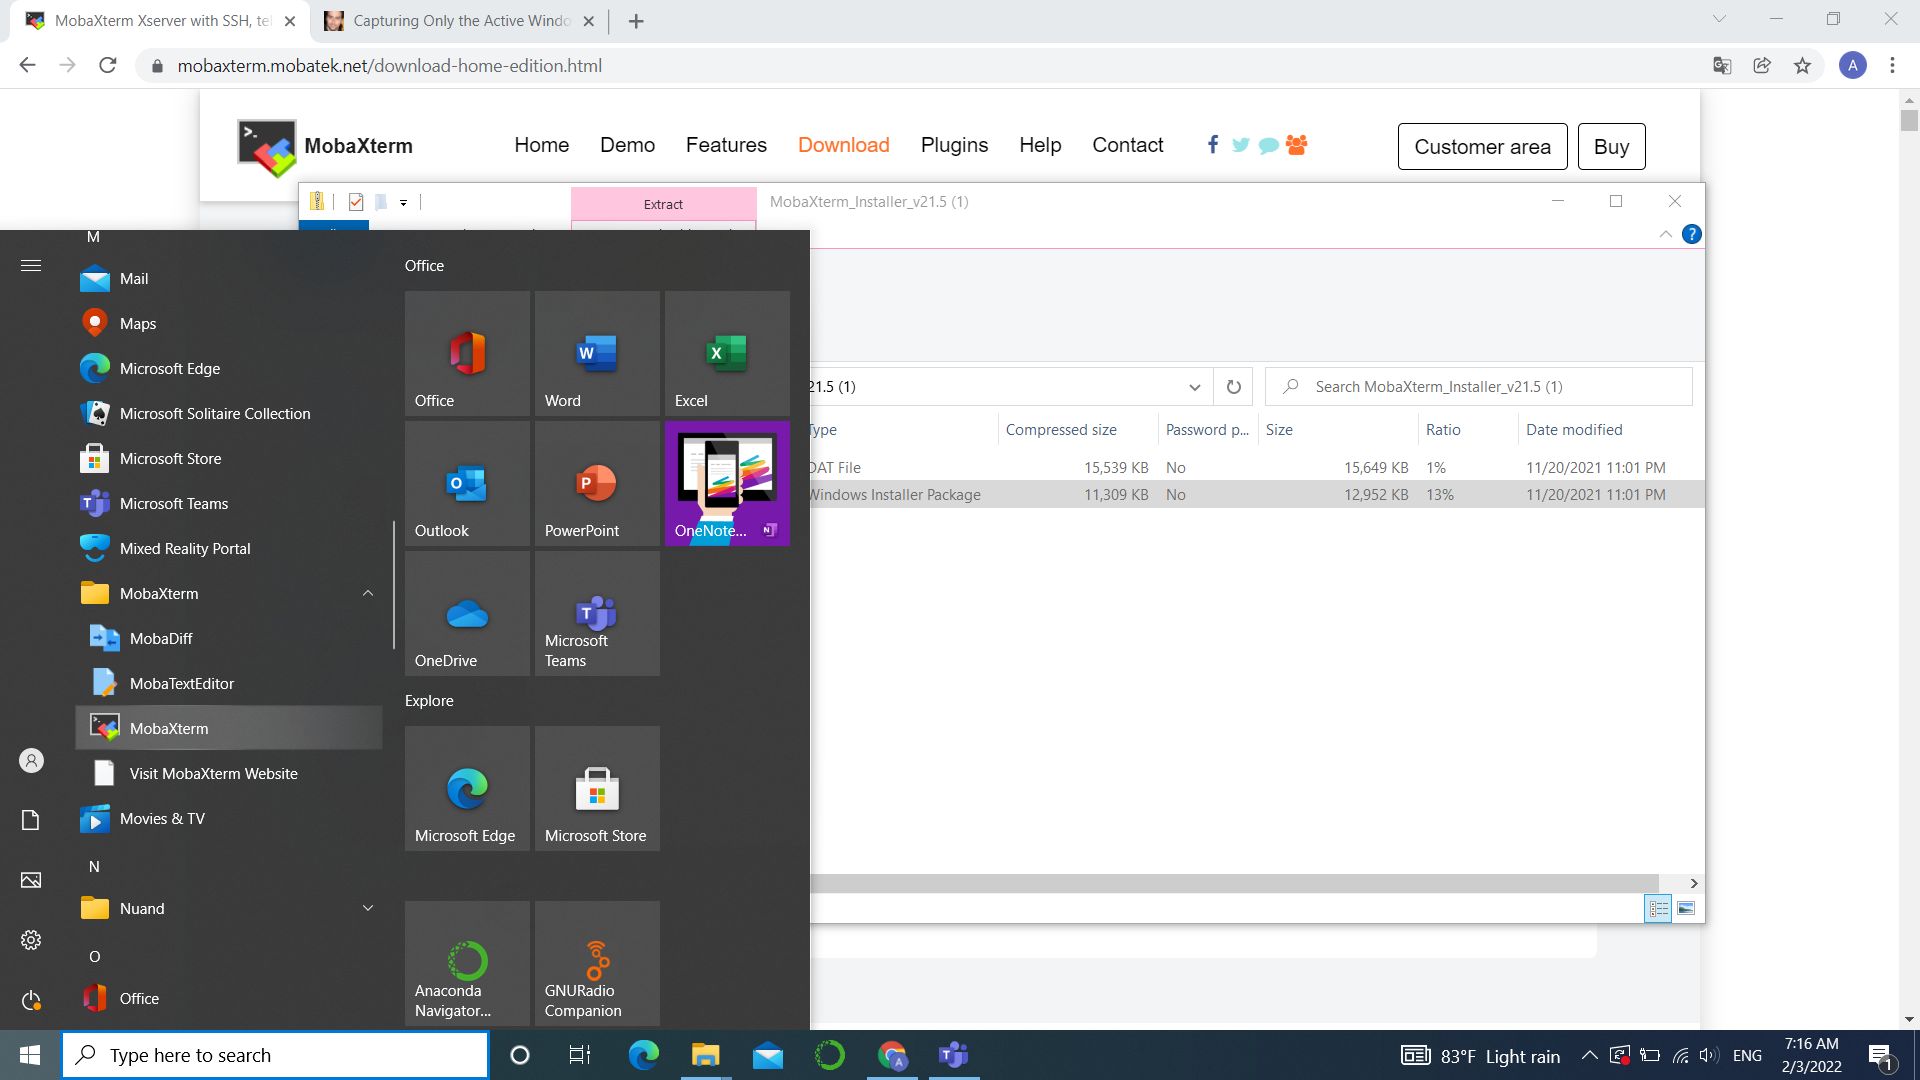 MobaXterm Xserver with SSH, tel
Capturing Only the Active Windo
mobaxterm.mobatek.net/download-home-edition.html
A
MobaXterm
Home
Demo
Features
Download
Plugins
Help
Contact
Customer area
Buy
Extract
MobaXterm_Installer_v21.5 (1)
21.5 (1)
Search MobaXterm_Installer_v21.5 (1)
Type
Compressed size
Password p...
Size
Ratio
Date modified
DAT File
15,539 KB
No
15,649 KB
1%
11/20/2021 11:01 PM
Windows Installer Package
11,309 KB
No
12,952 KB
13%
11/20/2021 11:01 PM
M
Mail
Maps
Microsoft Edge
Microsoft Solitaire Collection
Microsoft Store
Microsoft Teams
Mixed Reality Portal
MobaXterm
MobaDiff
MobaTextEditor
MobaXterm
Visit MobaXterm Website
Movies & TV
N
Nuand
O
Office
Office
Office
Word
Excel
Outlook
PowerPoint
OneNote...
OneDrive
Microsoft
Teams
Explore
Microsoft Edge
Microsoft Store
Anaconda
Navigator...
GNURadio
Companion
Type here to search
83°F Light rain
ENG
7:16 AM
2/3/2022
1